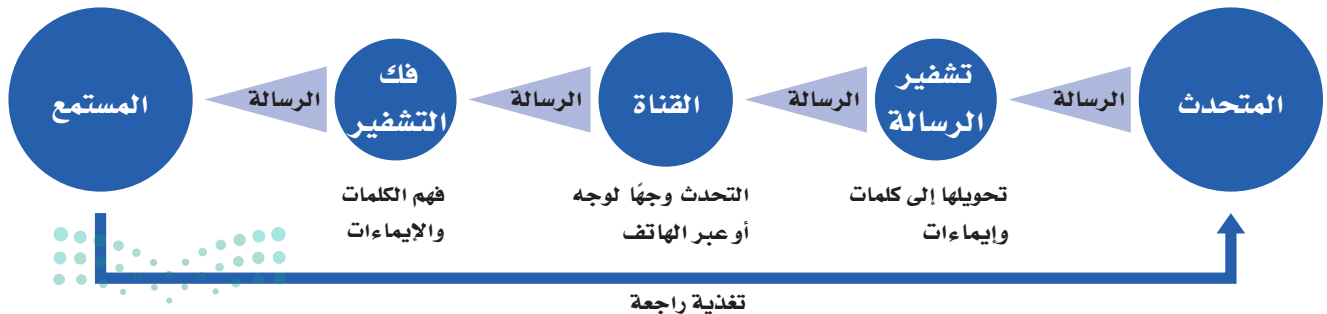 المتحدث
الرسالة
تشفير
الرسالة
الرسالة
القناة
الرسالة
فك
التشفير
الرسالة
المستمع
تحويلها إلى كلمات
وإيماءات
التحدث وجهًا لوجه
أو عبر الهاتف
فهم الكلمات
والإيماءات
تغذية راجعة